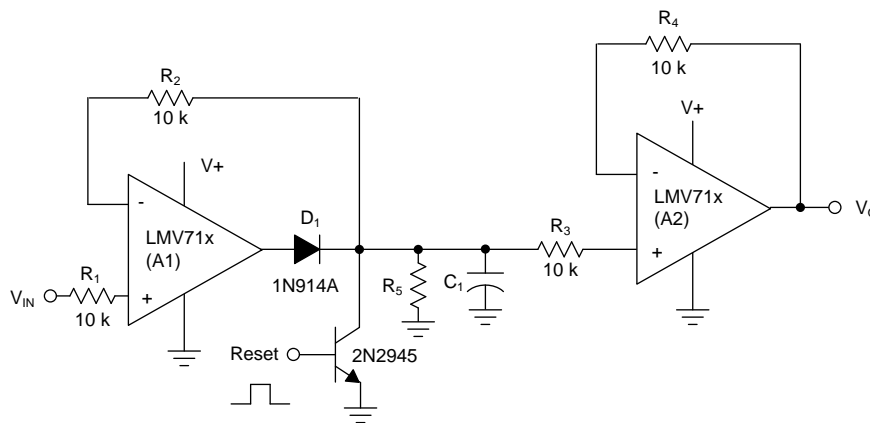 R4
10 k
R2
10 k
V+
V+
-
-
LMV71x
(A2)
D1
LMV71x
(A1)
R3
+
10 k
VO
R1
1N914A
R5
C1
VIN
+
10 k
Reset
2N2945